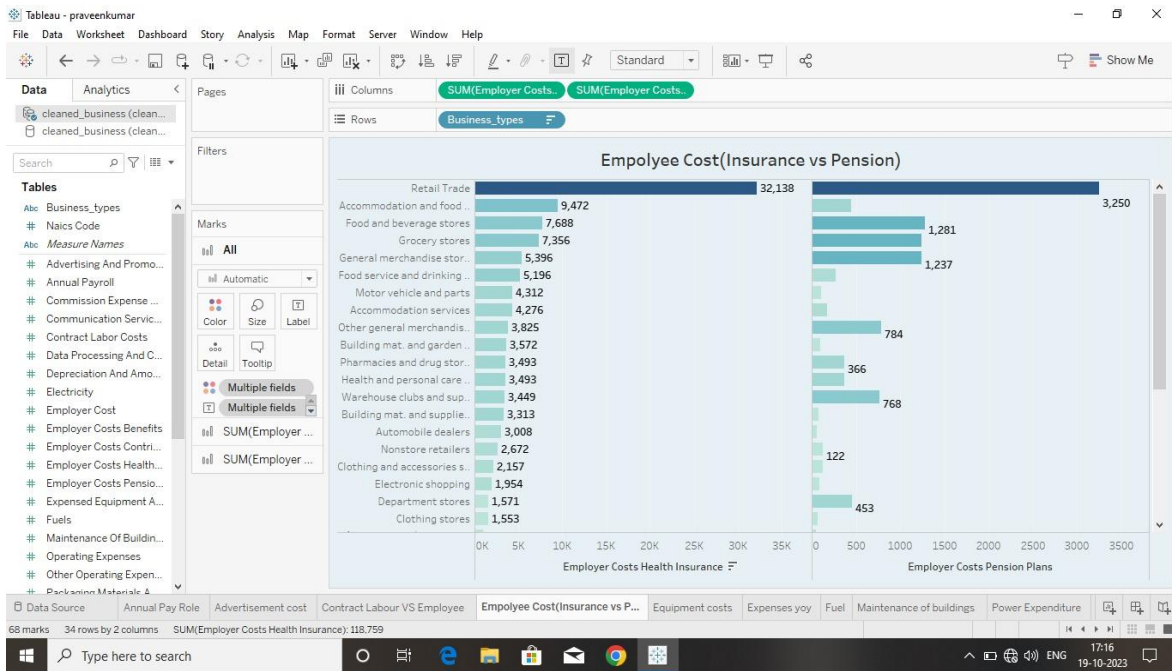 Tableau - praveenkumar
File Data Worksheet Dashboard Story Analysis Map Format Server Window Help
Standard
Show Me
Data Analytics
cleaned_business (clean...
cleaned_business (clean...
Search
Tables
Abc Business_types
# Naics Code
Abc Measure Names
# Advertising And Promo...
# Annual Payroll
# Commission Expense ...
# Communication Servic...
# Contract Labor Costs
# Data Processing And C...
# Depreciation And Amo...
# Electricity
# Employer Cost
# Employer Costs Benefits
# Employer Costs Contri...
# Employer Costs Health...
# Employer Costs Pensio...
# Expensed Equipment A...
# Fuels
# Maintenance Of Buildin...
# Operating Expenses
# Other Operating Expen...
# Packaging Materials A...
Pages
Filters
Marks
All
Automatic
Color Size Label
Detail Tooltip
Multiple fields
Multiple fields
SUM(Employer ...
SUM(Employer ...
Columns SUM(Employer Costs.. SUM(Employer Costs..
Rows Business_types
Empolyee Cost(Insurance vs Pension)
Retail Trade 32,138 3,250
Accommodation and food .. 9,472
Food and beverage stores 7,688 1,281
Grocery stores 7,356
General merchandise stor.. 5,396 1,237
Food service and drinking .. 5,196
Motor vehicle and parts 4,312
Accommodation services 4,276
Other general merchandis.. 3,825 784
Building mat. and garden .. 3,572
Pharmacies and drug stor.. 3,493 366
Health and personal care .. 3,493
Warehouse clubs and sup.. 3,449 768
Building mat. and supplie.. 3,313
Automobile dealers 3,008
Nonstore retailers 2,672 122
Clothing and accessories s.. 2,157
Electronic shopping 1,954
Department stores 1,571 453
Clothing stores 1,553
0K 5K 10K 15K 20K 25K 30K 35K 0 500 1000 1500 2000 2500 3000 3500
Employer Costs Health Insurance Employer Costs Pension Plans
Data Source Annual Pay Role Advertisement cost Contract Labour VS Employee Empolyee Cost(Insurance vs P... Equipment costs Expenses yoy Fuel Maintenance of buildings Power Expenditure
68 marks 34 rows by 2 columns SUM(Employer Costs Health Insurance): 118,759
Type here to search
ENG
17:16
19-10-2023